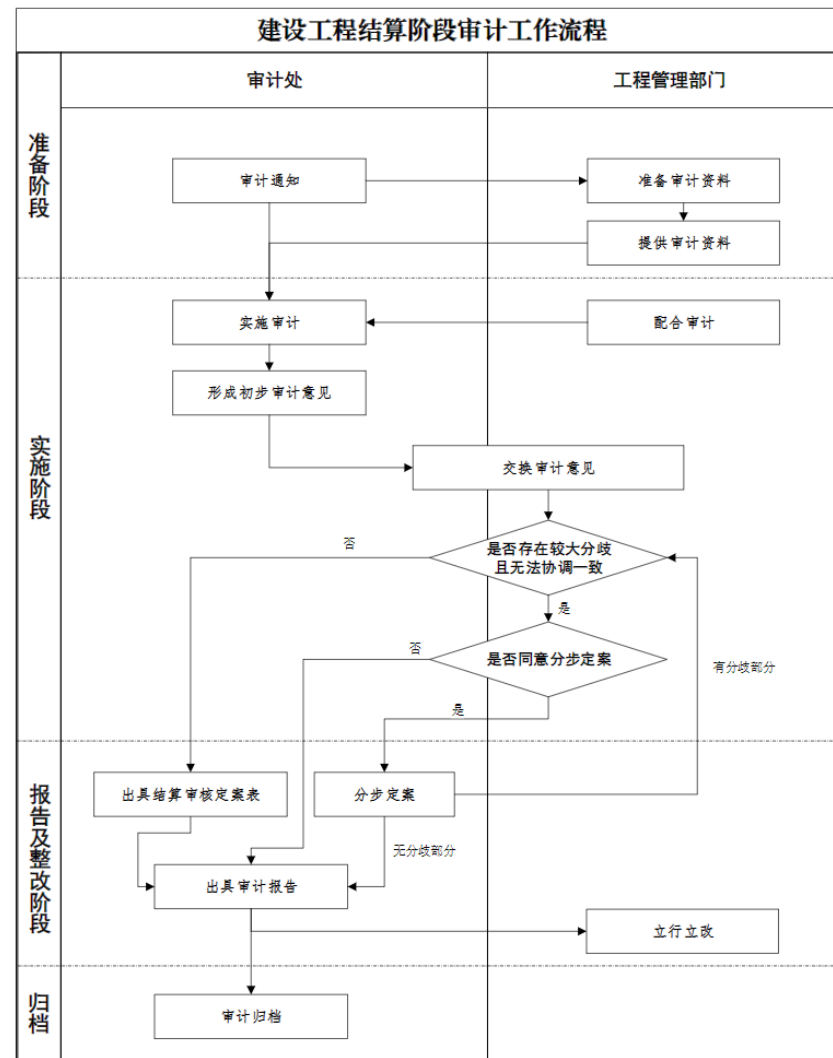 建设工程结算阶段审计工作流程
审计处
工程管理部门
准备阶段
审计通知
准备审计资料
提供审计资料
实施阶段
实施审计
配合审计
形成初步审计意见
交换审计意见
是否存在较大分歧
且无法协调一致
否
是
是否同意分步定案
否
有分歧部分
是
报告及整改阶段
出具结算审核定案表
分步定案
无分歧部分
出具审计报告
立行立改
归档
审计归档